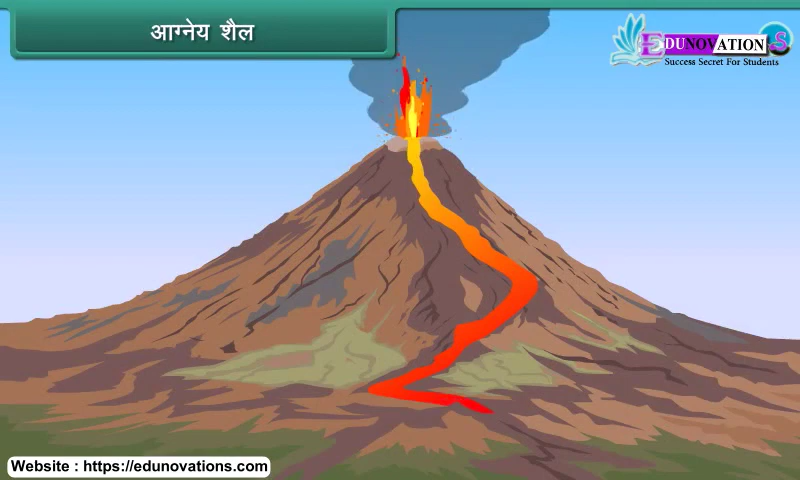 आग्नेय शैल
EDUNOVATIONS
Success Secret For Students
Website : https://edunovations.com